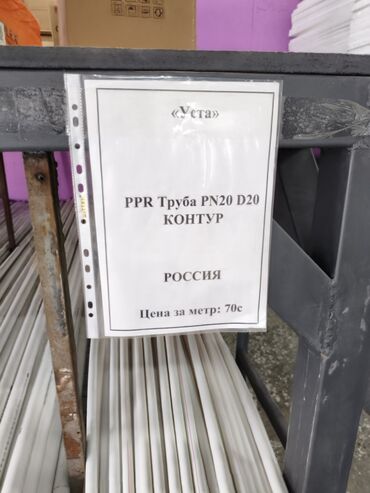 «Уста»
PPR Труба PN20 D20
КОНТУР
РОССИЯ
Цена за метр: 70с